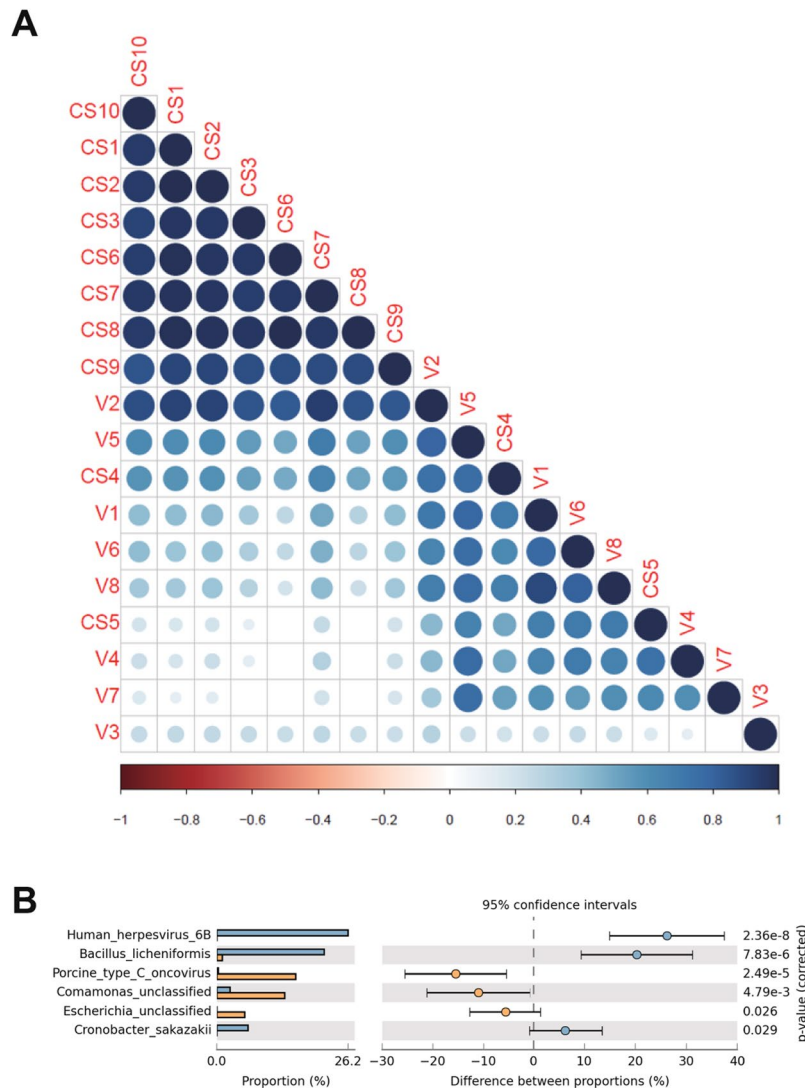 A
CS10
CS1
CS2
CS3
CS6
CS7
CS8
CS9
V2
V5
CS4
V1
V6
V8
CS5
V4
V7
V3
CS10
CS1
CS2
CS3
CS6
CS7
CS8
CS9
V2
V5
CS4
V1
V6
V8
CS5
V4
V7
V3
−1 −0.8 −0.6 −0.4 −0.2 0 0.2 0.4 0.6 0.8 1
B
95% confidence intervals
Human_herpesvirus_6B 2.36e-8
Bacillus_licheniformis 7.83e-6
Porcine_type_C_oncovirus 2.49e-5
Comamonas_unclassified 4.79e-3
Escherichia_unclassified 0.026
Cronobacter_sakazakii 0.029
p-value (corrected)
0.0 26.2 −30 −20 −10 0 10 20 30 40
Proportion (%) Difference between proportions (%)